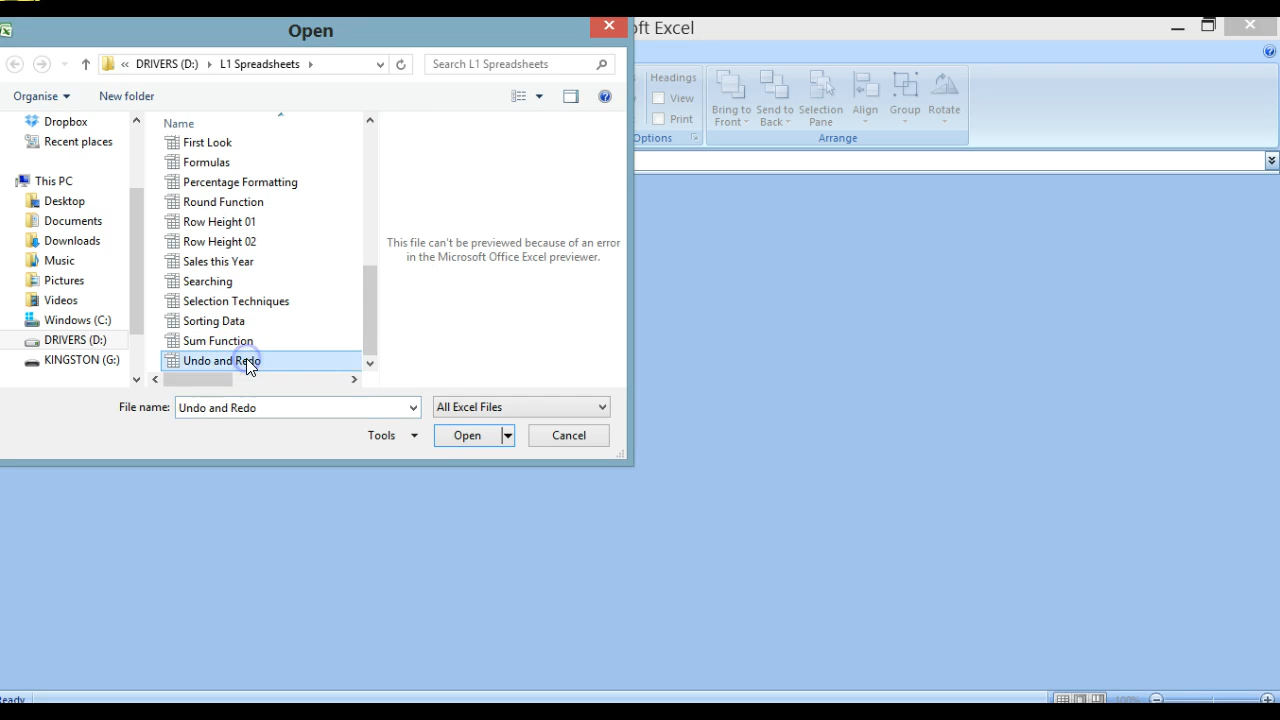 Open
oft Excel
DRIVERS (D:)
L1 Spreadsheets
Search L1 Spreadsheets
Organise
New folder
Dropbox
Recent places
This PC
Desktop
Documents
Downloads
Music
Pictures
Videos
Windows (C:)
DRIVERS (D:)
KINGSTON (G:)
Name
First Look
Formulas
Percentage Formatting
Round Function
Row Height 01
Row Height 02
Sales this Year
Searching
Selection Techniques
Sorting Data
Sum Function
Undo and Redo
This file can't be previewed because of an error
in the Microsoft Office Excel previewer.
File name:
Undo and Redo
All Excel Files
Tools
Open
Cancel
Headings
View
Print
Options
Bring to
Front
Send to
Back
Selection
Pane
Align
Group
Rotate
Arrange
eady
100%